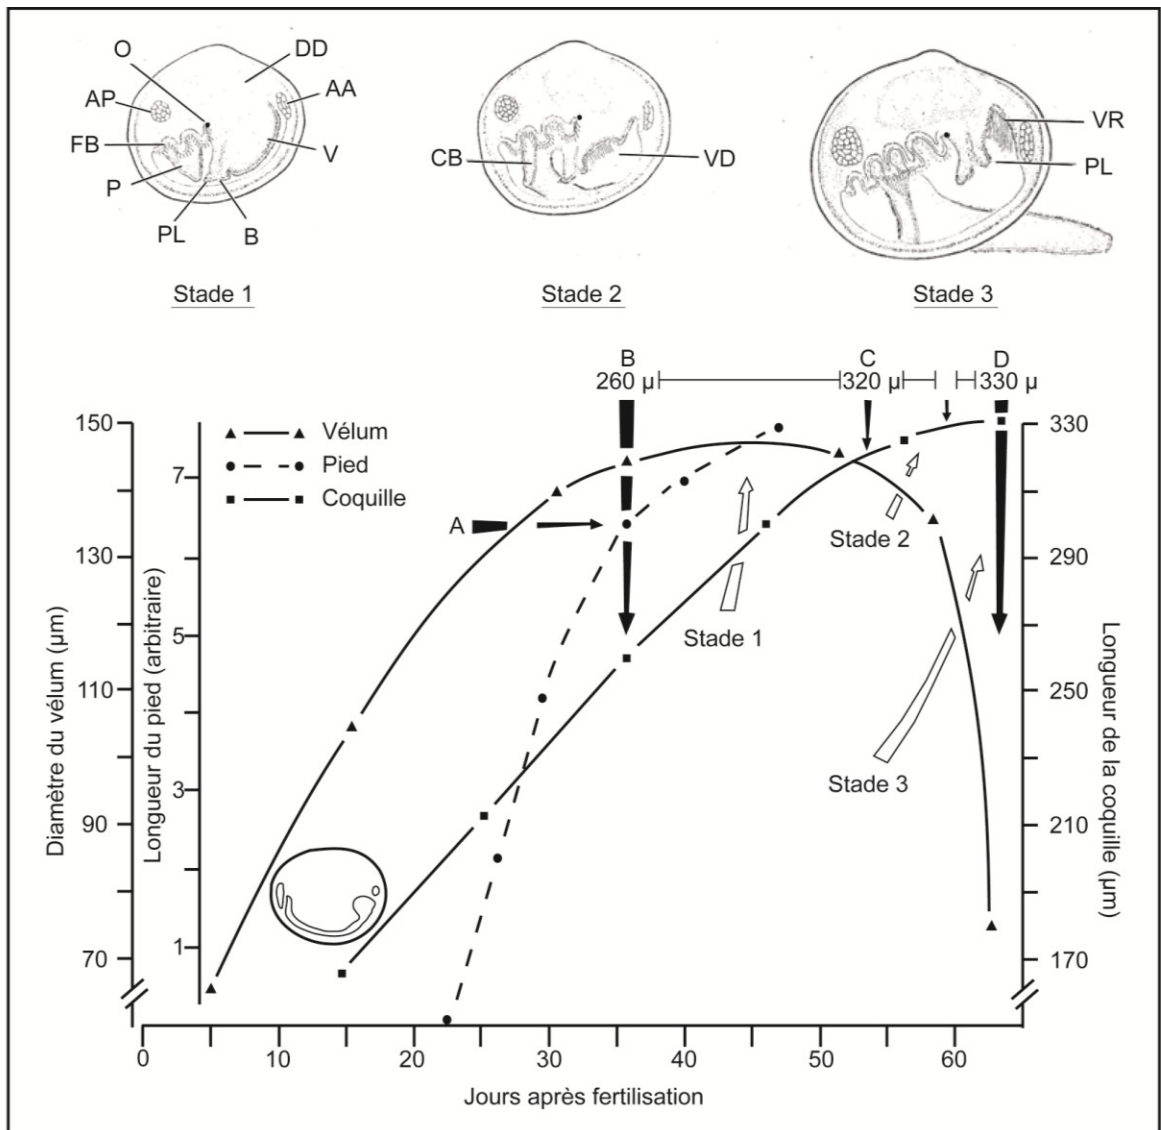 O
DD
AP
AA
FB
V
P
PL
B
Stade 1
CB
VD
Stade 2
VR
PL
Stade 3
B
C
D
260 µ
320 µ
330 µ
Vélum
Pied
Coquille
A
Stade 1
Stade 2
Stade 3
Diamètre du vélum (µm)
150
130
110
90
70
Longueur du pied (arbitraire)
7
5
3
1
330
290
250
210
170
Longueur de la coquille (µm)
0 10 20 30 40 50 60
Jours après fertilisation